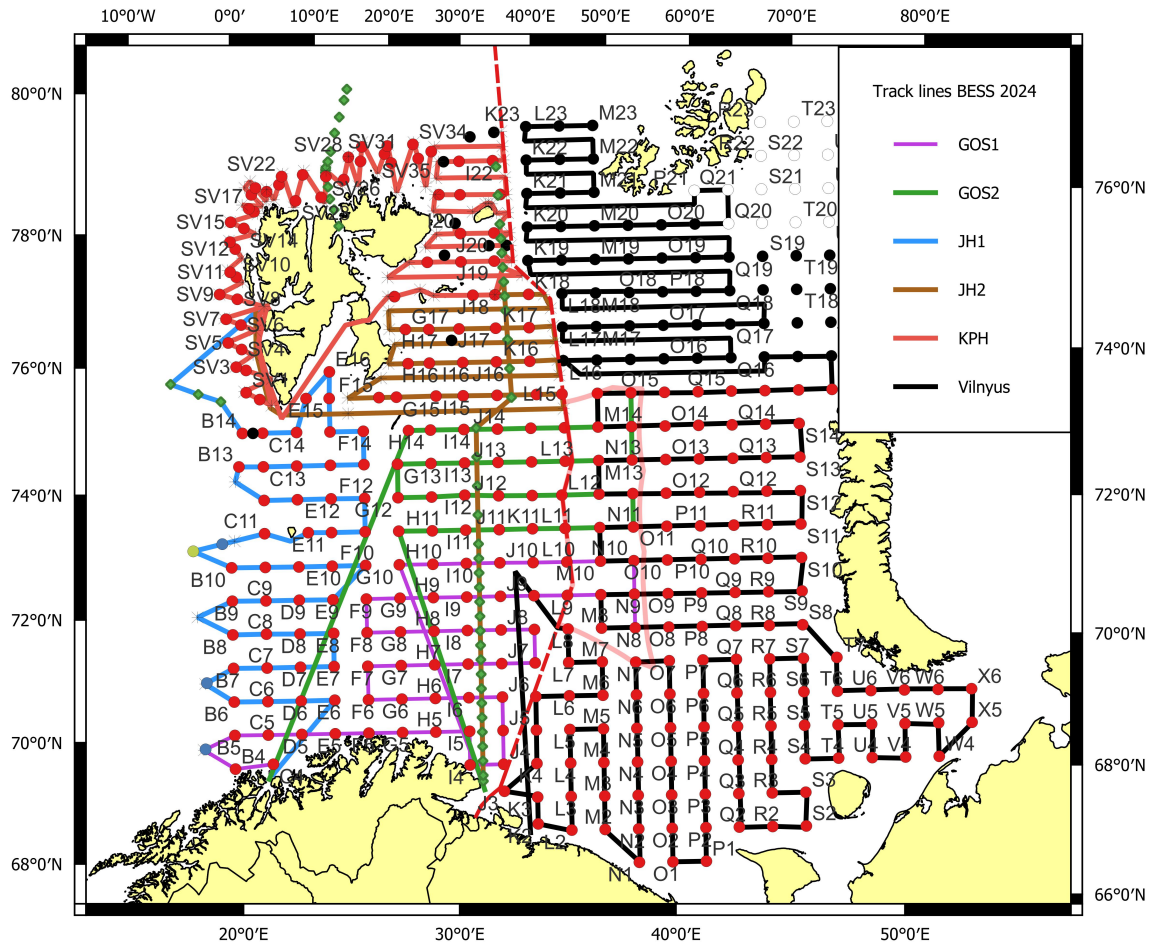 10°0'W 0°0' 10°0'E 20°0'E 30°0'E 40°0'E 50°0'E 60°0'E 70°0'E 80°0'E
80°0'N
78°0'N
76°0'N
74°0'N
72°0'N
70°0'N
68°0'N
76°0'N
74°0'N
72°0'N
70°0'N
68°0'N
66°0'N
20°0'E 30°0'E 40°0'E 50°0'E
Track lines BESS 2024
GOS1
GOS2
JH1
JH2
KPH
Vilnyus
K23 L23 M23 R23 T23
SV28 SV31 SV34 K22 M22 R22 S22
SV22 SV35 I22
SV17 SV26 K21 P21 Q21 S21
SV15 K20 M20 O20 Q20 T20
SV14 J20 K19 M19 O19 S19
SV12 SV10 J19 Q19 T19
SV11 K18 O18 P18
SV9 SV8 J18 L18 M18 Q18 T18
SV7 SV6 G17 K17 O17
SV5 H17 J17 L17 M17 Q17
SV4 E16 K16 O16
SV3 F15 H16 I16 J16 L16 Q16
E15 G15 I15 L15 O15 Q15
B14 C14 F14 H14 I14 J14 M14 O14 Q14 S14
B13 C13 G13 I13 J13 L13 N13 M13 O13 Q13 S13
E12 F12 G12 I12 J12 L12 O12 Q12 S12
C11 E11 H11 I11 J11 K11 L11 N11 O11 P11 R11 S11
B10 E10 F10 G10 H10 I10 J10 L10 M10 N10 O10 P10 Q10 R10 S10
B9 C9 D9 E9 F9 G9 H9 I9 L9 N9 O9 P9 Q9 R9 S9
B8 C8 D8 E8 F8 G8 H8 I8 J8 L8 M8 N8 O8 P8 Q8 R8 S8
B7 C7 D7 E7 F7 G7 H7 I7 J7 L7 M7 Q7 R7 S7
B6 C6 D6 E6 F6 G6 H6 I6 J6 L6 M6 N6 O6 P6 Q6 R6 S6 T6 U6 V6 W6 X6
B5 C5 D5 G5 H5 I5 J5 L5 M5 N5 O5 P5 Q5 R5 S5 T5 U5 V5 W5 X5
B4 I4 J4 L4 N4 O4 P4 Q4 R4 S4 T4 U4 V4 W4
K3 M3 N3 O3 P3 R3 S3
L2 M2 N2 O2 P2 Q2 R2 S2
N1 O1 P1